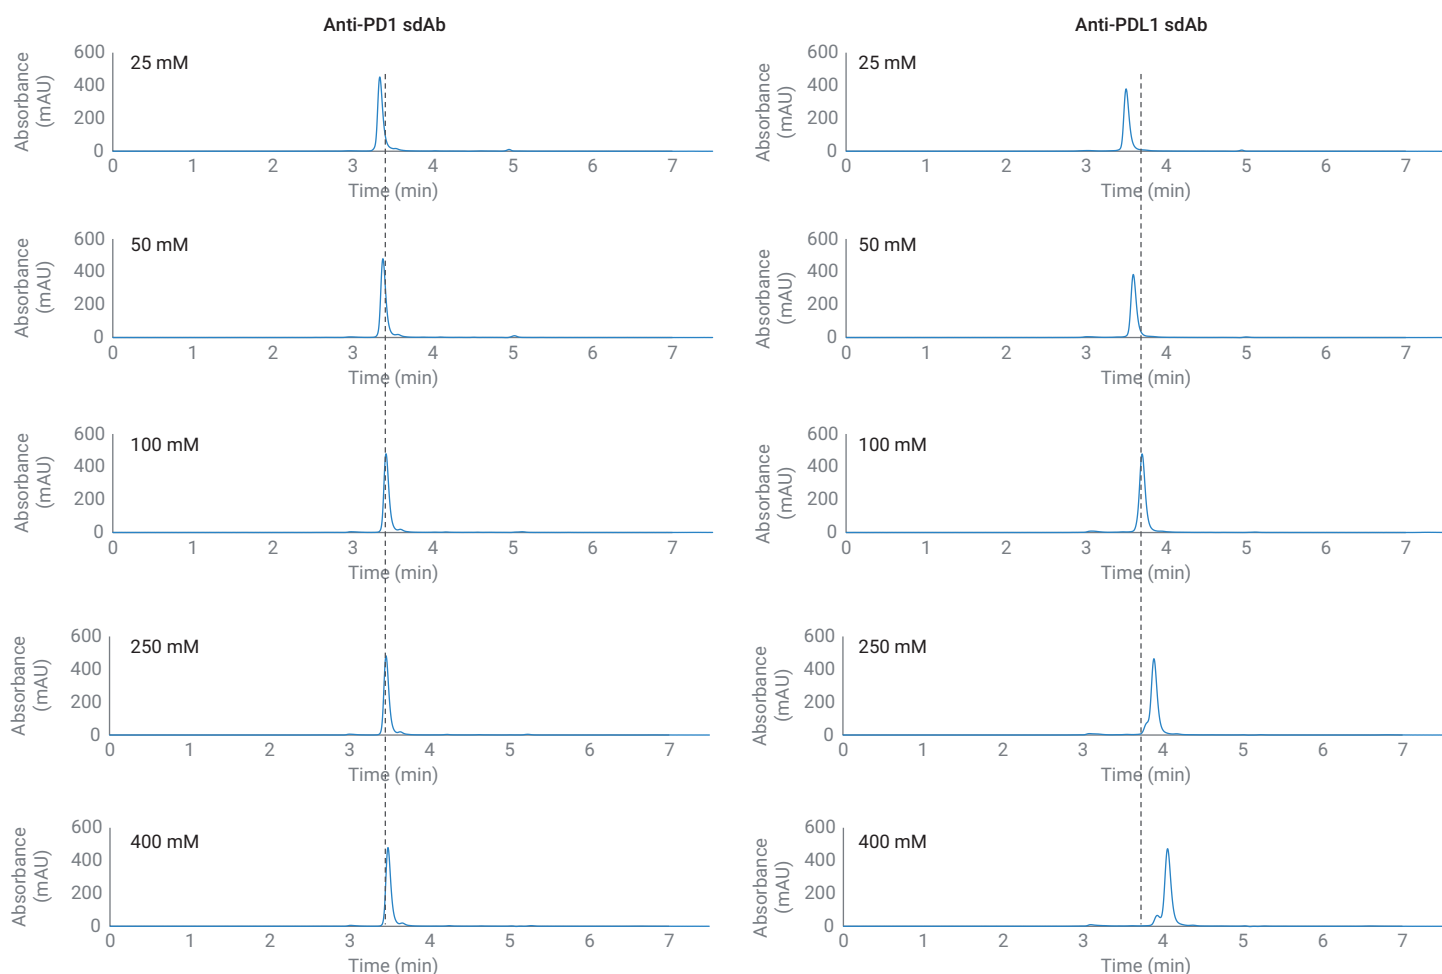 Anti-PD1 sdAb
25 mM
Absorbance
(mAU)
600
400
200
0
0 1 2 3 4 5 6 7
Time (min)
50 mM
Absorbance
(mAU)
600
400
200
0
0 1 2 3 4 5 6 7
Time (min)
100 mM
Absorbance
(mAU)
600
400
200
0
0 1 2 3 4 5 6 7
Time (min)
250 mM
Absorbance
(mAU)
600
400
200
0
0 1 2 3 4 5 6 7
Time (min)
400 mM
Absorbance
(mAU)
600
400
200
0
0 1 2 3 4 5 6 7
Time (min)
Anti-PDL1 sdAb
25 mM
Absorbance
(mAU)
600
400
200
0
0 1 2 3 4 5 6 7
Time (min)
50 mM
Absorbance
(mAU)
600
400
200
0
0 1 2 3 4 5 6 7
Time (min)
100 mM
Absorbance
(mAU)
600
400
200
0
0 1 2 3 4 5 6 7
Time (min)
250 mM
Absorbance
(mAU)
600
400
200
0
0 1 2 3 4 5 6 7
Time (min)
400 mM
Absorbance
(mAU)
600
400
200
0
0 1 2 3 4 5 6 7
Time (min)